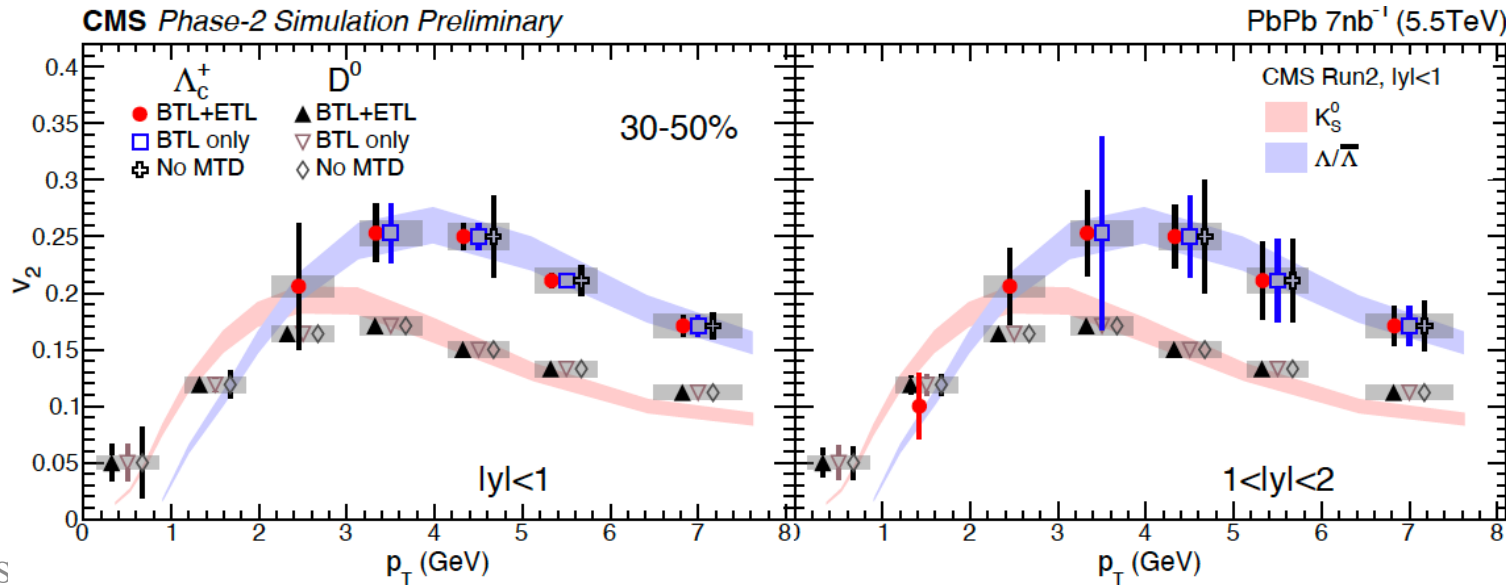 CMS Phase-2 Simulation Preliminary
PbPb 7nb⁻¹ (5.5TeV)
Λc⁺ D⁰
BTL+ETL BTL+ETL
BTL only BTL only
No MTD No MTD
30-50%
CMS Run2, |y|<1
K⁰S
Λ/Λ̅
v₂
0.4
0.35
0.3
0.25
0.2
0.15
0.1
0.05
0
|y|<1
1<|y|<2
0 1 2 3 4 5 6 7 8
1 2 3 4 5 6 7 8
pT (GeV)
pT (GeV)